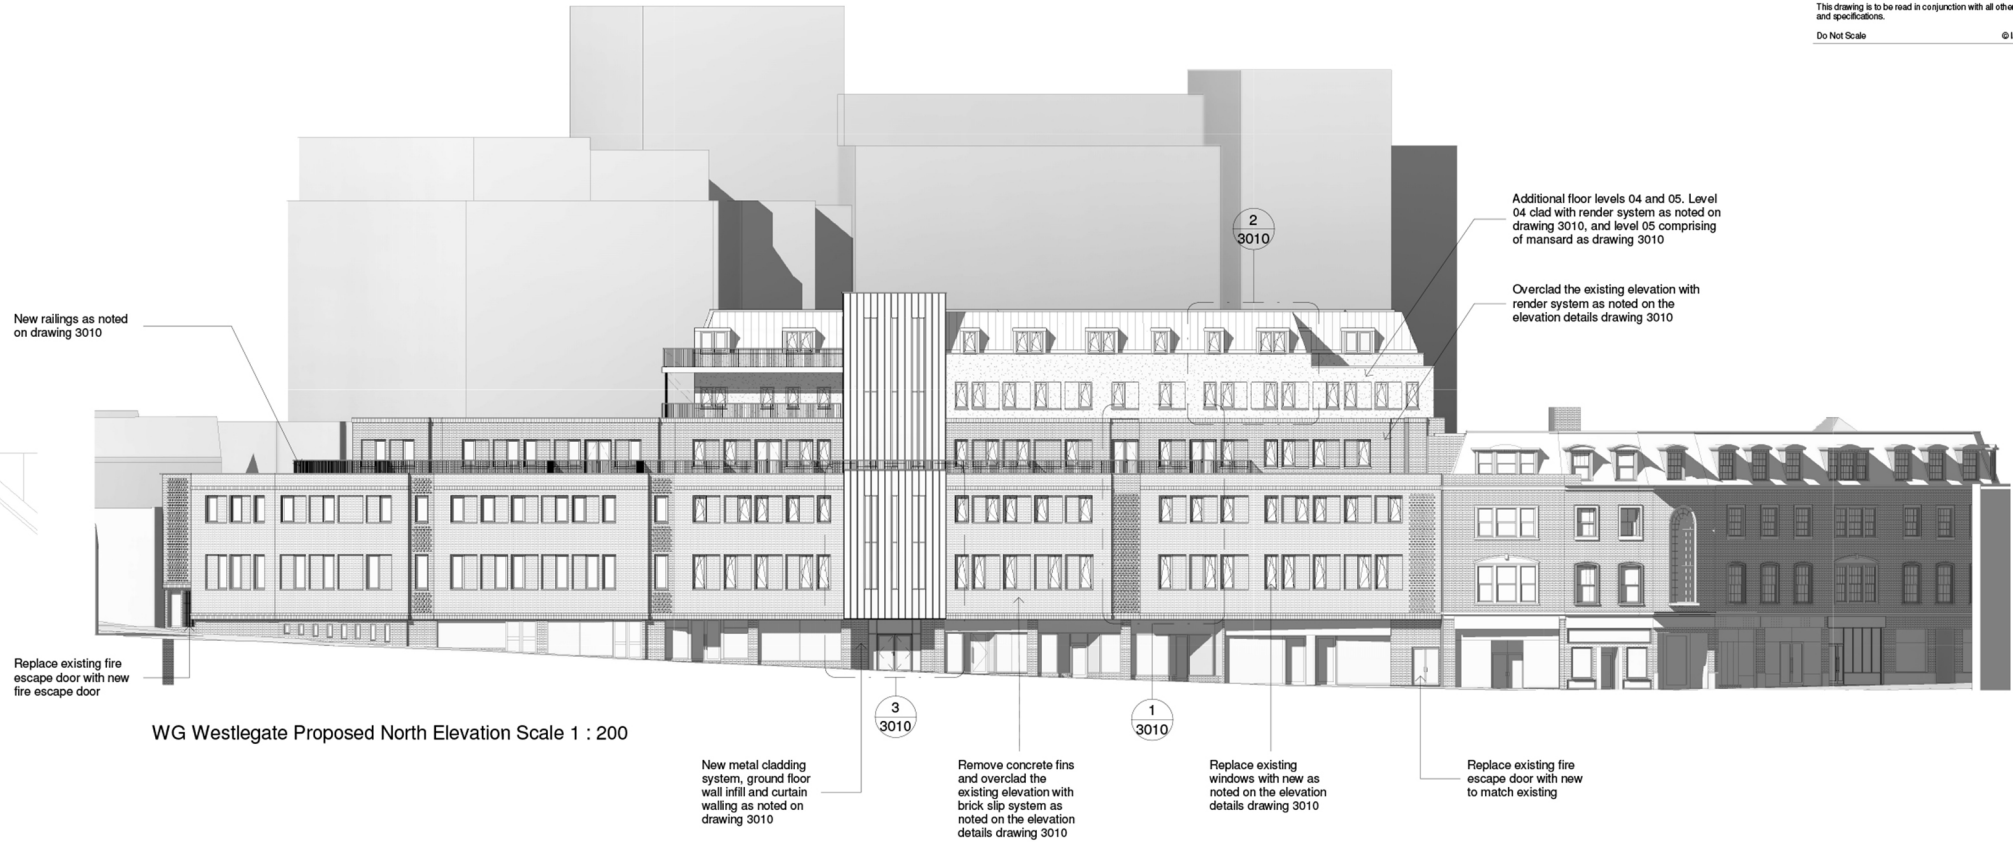 This drawing is to be read in conjunction with all othe
and specifications.
Do Not Scale
©
2
3010
Additional floor levels 04 and 05. Level
04 clad with render system as noted on
drawing 3010, and level 05 comprising
of mansard as drawing 3010
Overclad the existing elevation with
render system as noted on the
elevation details drawing 3010
New railings as noted
on drawing 3010
Replace existing fire
escape door with new
fire escape door
WG Westlegate Proposed North Elevation Scale 1 : 200
3
3010
1
3010
New metal cladding
system, ground floor
wall infill and curtain
walling as noted on
drawing 3010
Remove concrete fins
and overclad the
existing elevation with
brick slip system as
noted on the elevation
details drawing 3010
Replace existing
windows with new as
noted on the elevation
details drawing 3010
Replace existing fire
escape door with new
to match existing